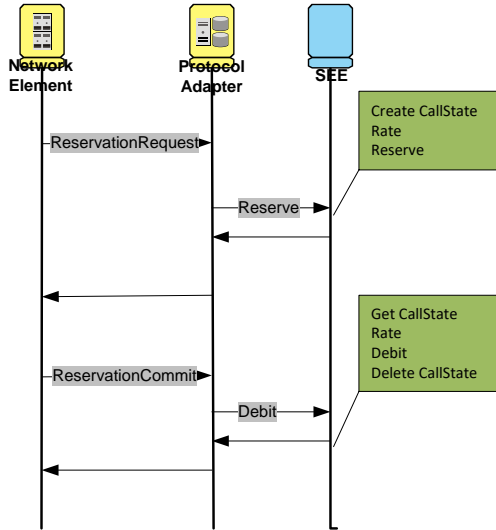 Network
Element
Protocol
Adapter
SEE
Create CallState
Rate
Reserve
ReservationRequest
Reserve
Get CallState
Rate
Debit
Delete CallState
ReservationCommit
Debit